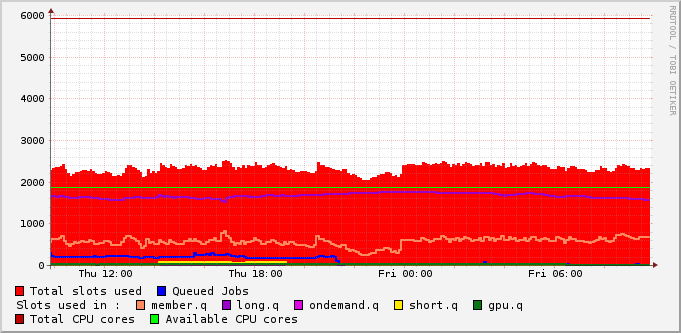 6000
5000
4000
3000
2000
1000
0
Thu 12:00 Thu 18:00 Fri 00:00 Fri 06:00
RRDTOOL / TOBI OETIKER
Total slots used Queued Jobs
Slots used in : member.q long.q ondemand.q short.q gpu.q
Total CPU cores Available CPU cores